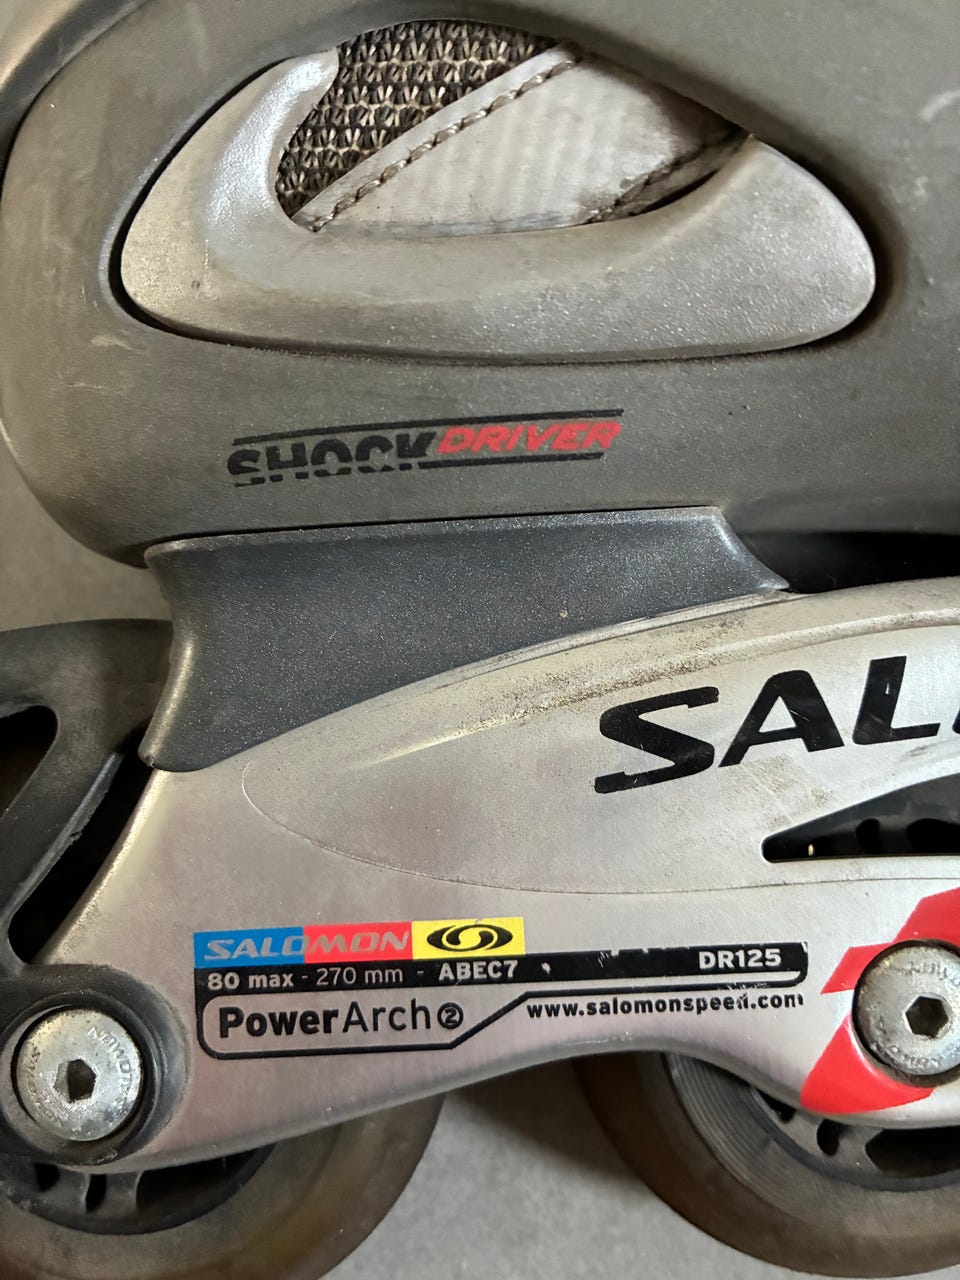 SHOCK DRIVER
SAL
SALOMON
80 max - 270 mm - ABEC7
DR125
PowerArch2
www.salomonspeed.com